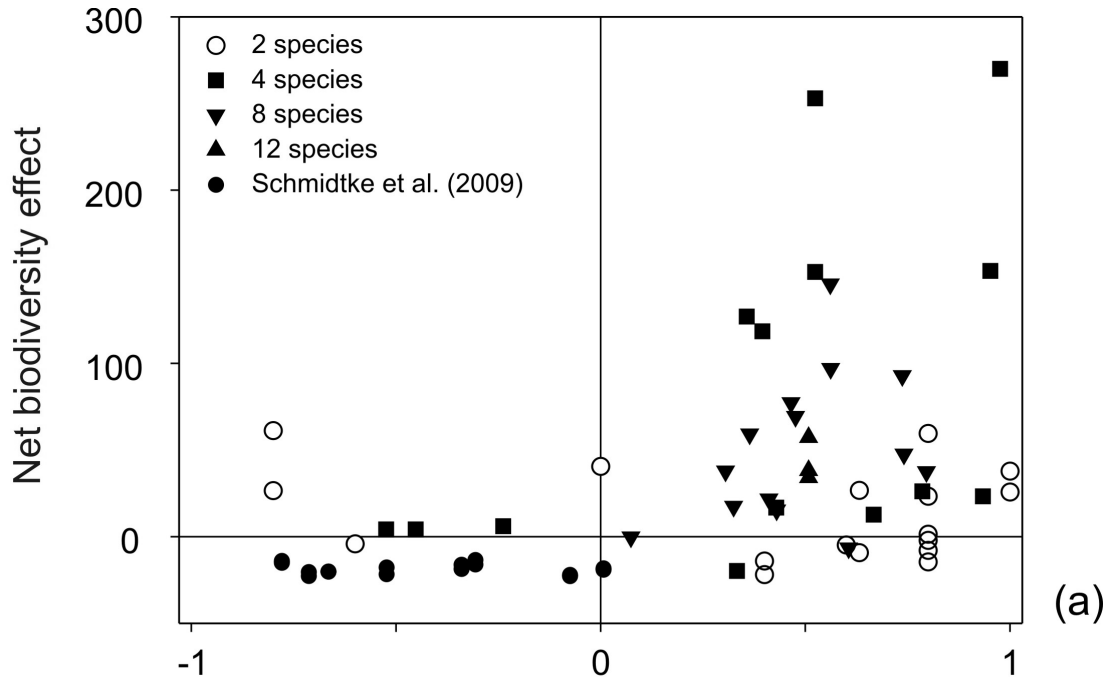 300
2 species
4 species
8 species
12 species
Schmidtke et al. (2009)
200
Net biodiversity effect
100
0
(a)
-1
0
1